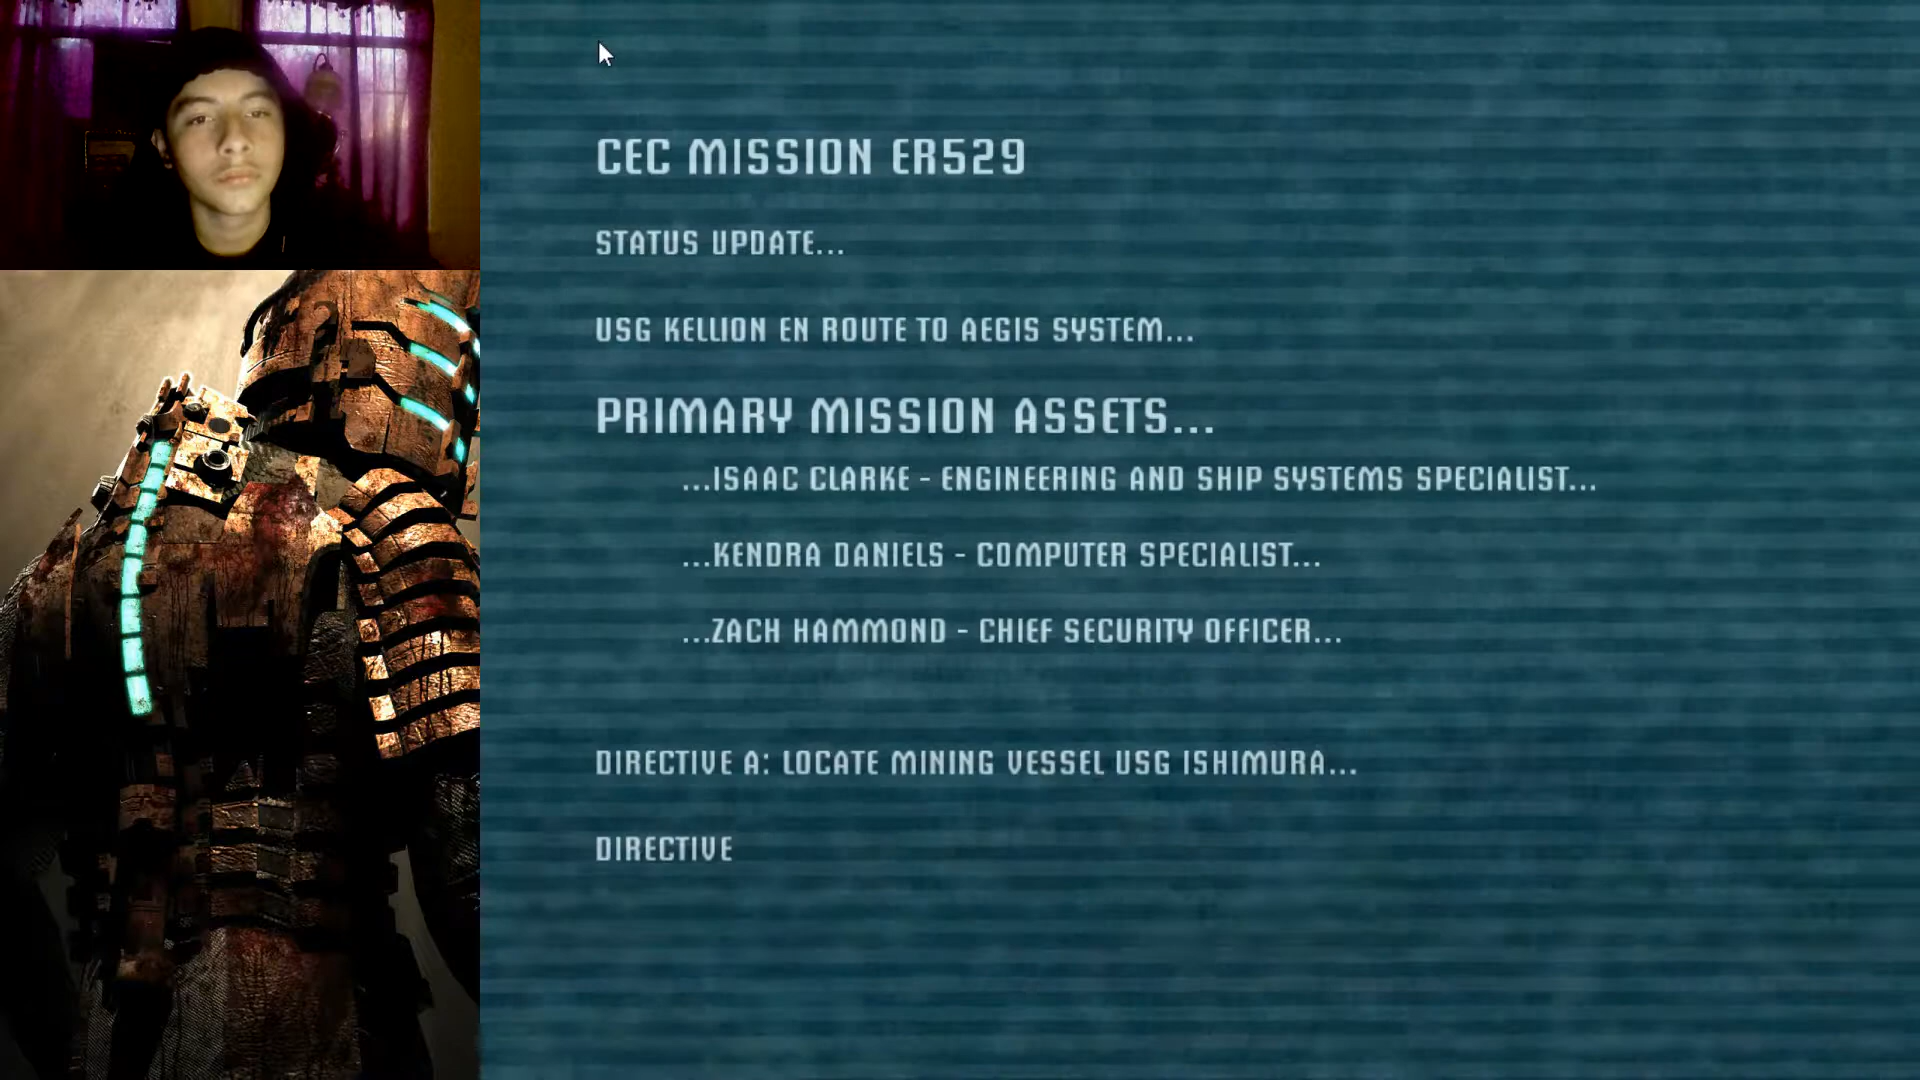 CEC MISSION ER529
STATUS UPDATE...
USG KELLION EN ROUTE TO AEGIS SYSTEM...
PRIMARY MISSION ASSETS...
...ISAAC CLARKE - ENGINEERING AND SHIP SYSTEMS SPECIALIST...
...KENDRA DANIELS - COMPUTER SPECIALIST...
...ZACH HAMMOND - CHIEF SECURITY OFFICER...
DIRECTIVE A: LOCATE MINING VESSEL USG ISHIMURA...
DIRECTIVE